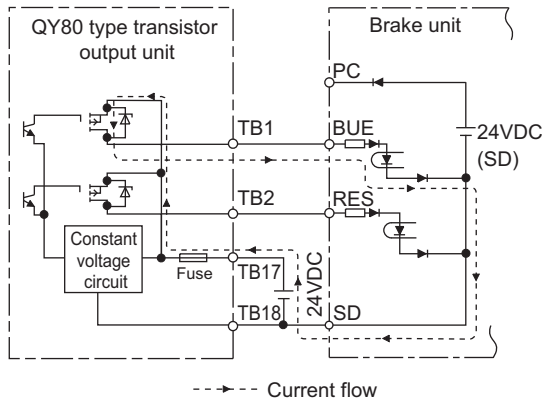 QY80 type transistor
output unit
Brake unit
PC
24VDC
(SD)
TB1
BUE
TB2
RES
Constant
voltage
circuit
Fuse
TB17
24VDC
TB18
SD
Current flow